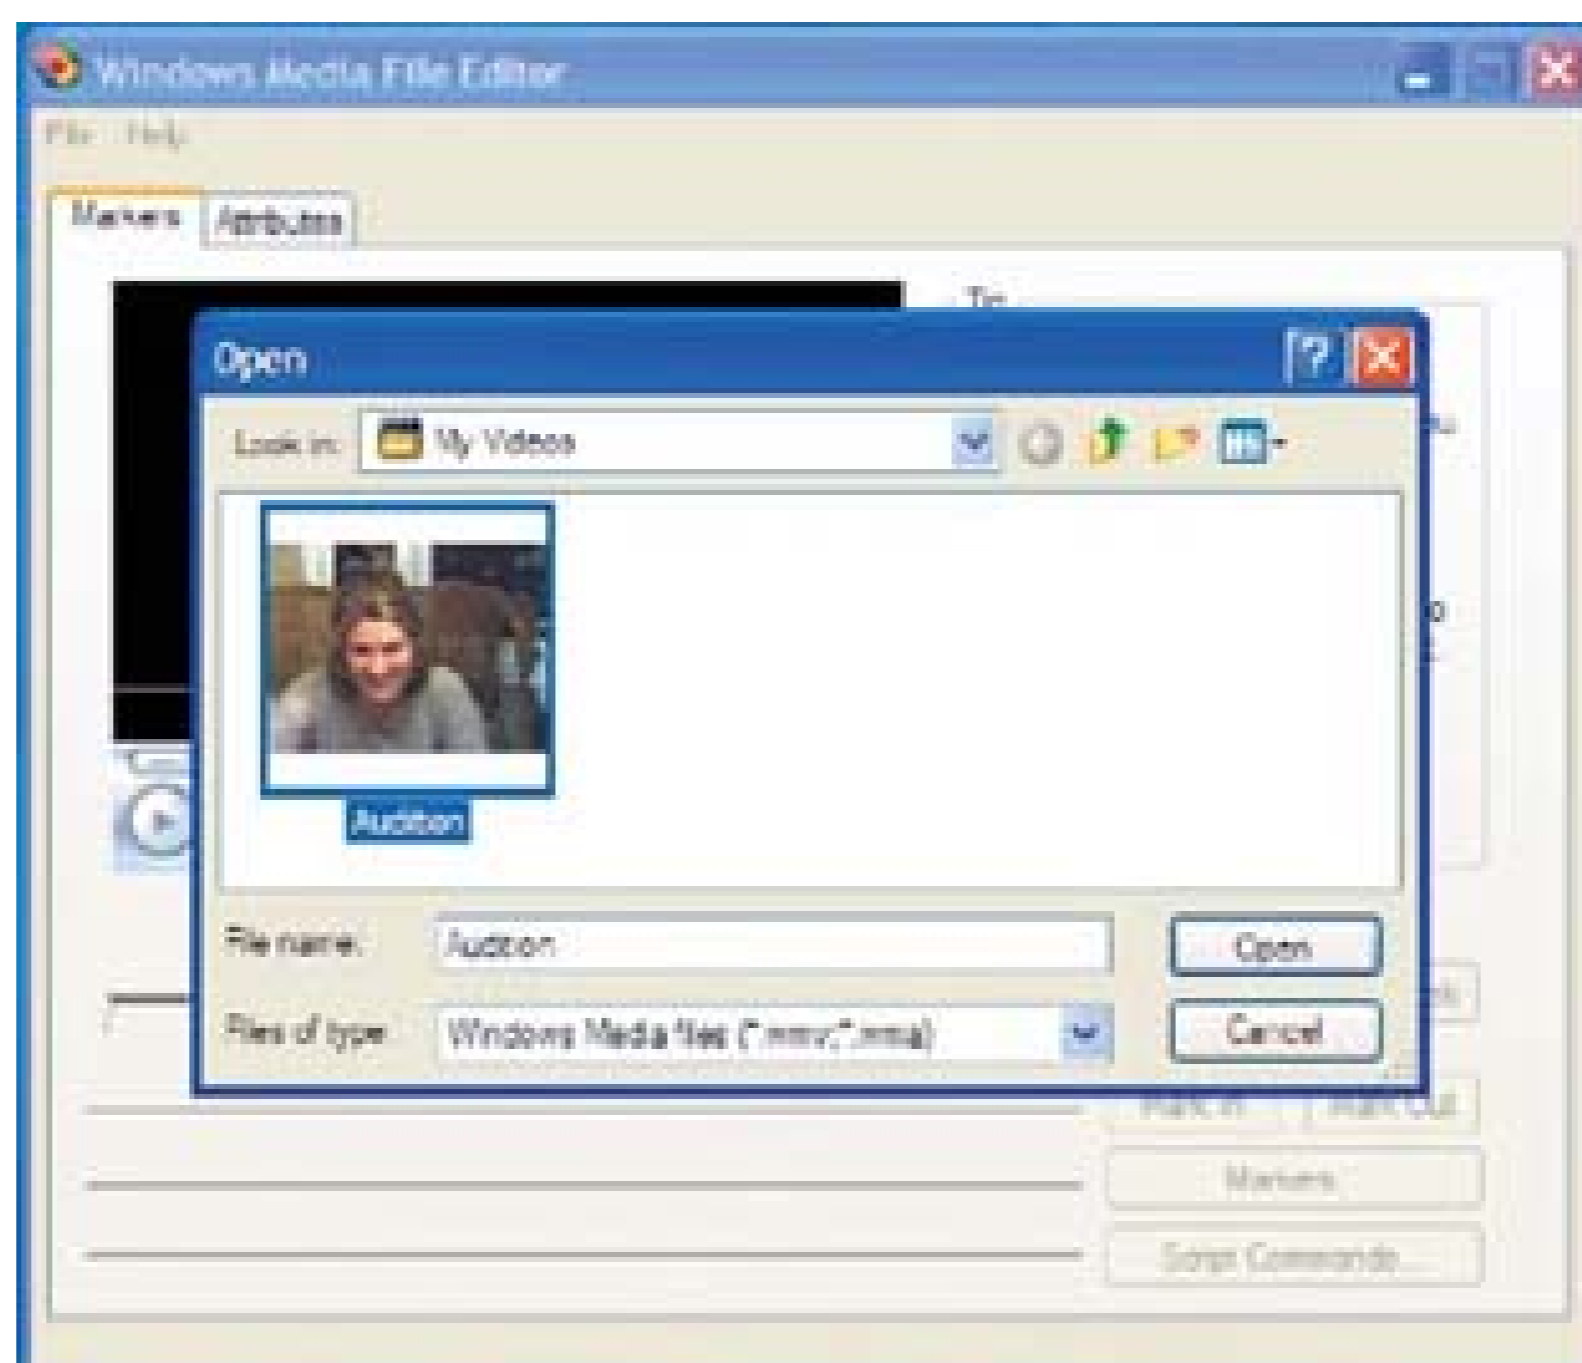 Windows Media File Editor
File Help
Markers Attributes
Tip
Open
Look in: My Videos
Audition
File name: Audition Open
Files of type: Windows Media files (*.wmv;*.wma) Cancel
Mark In Mark Out
Markers
Script Commands...